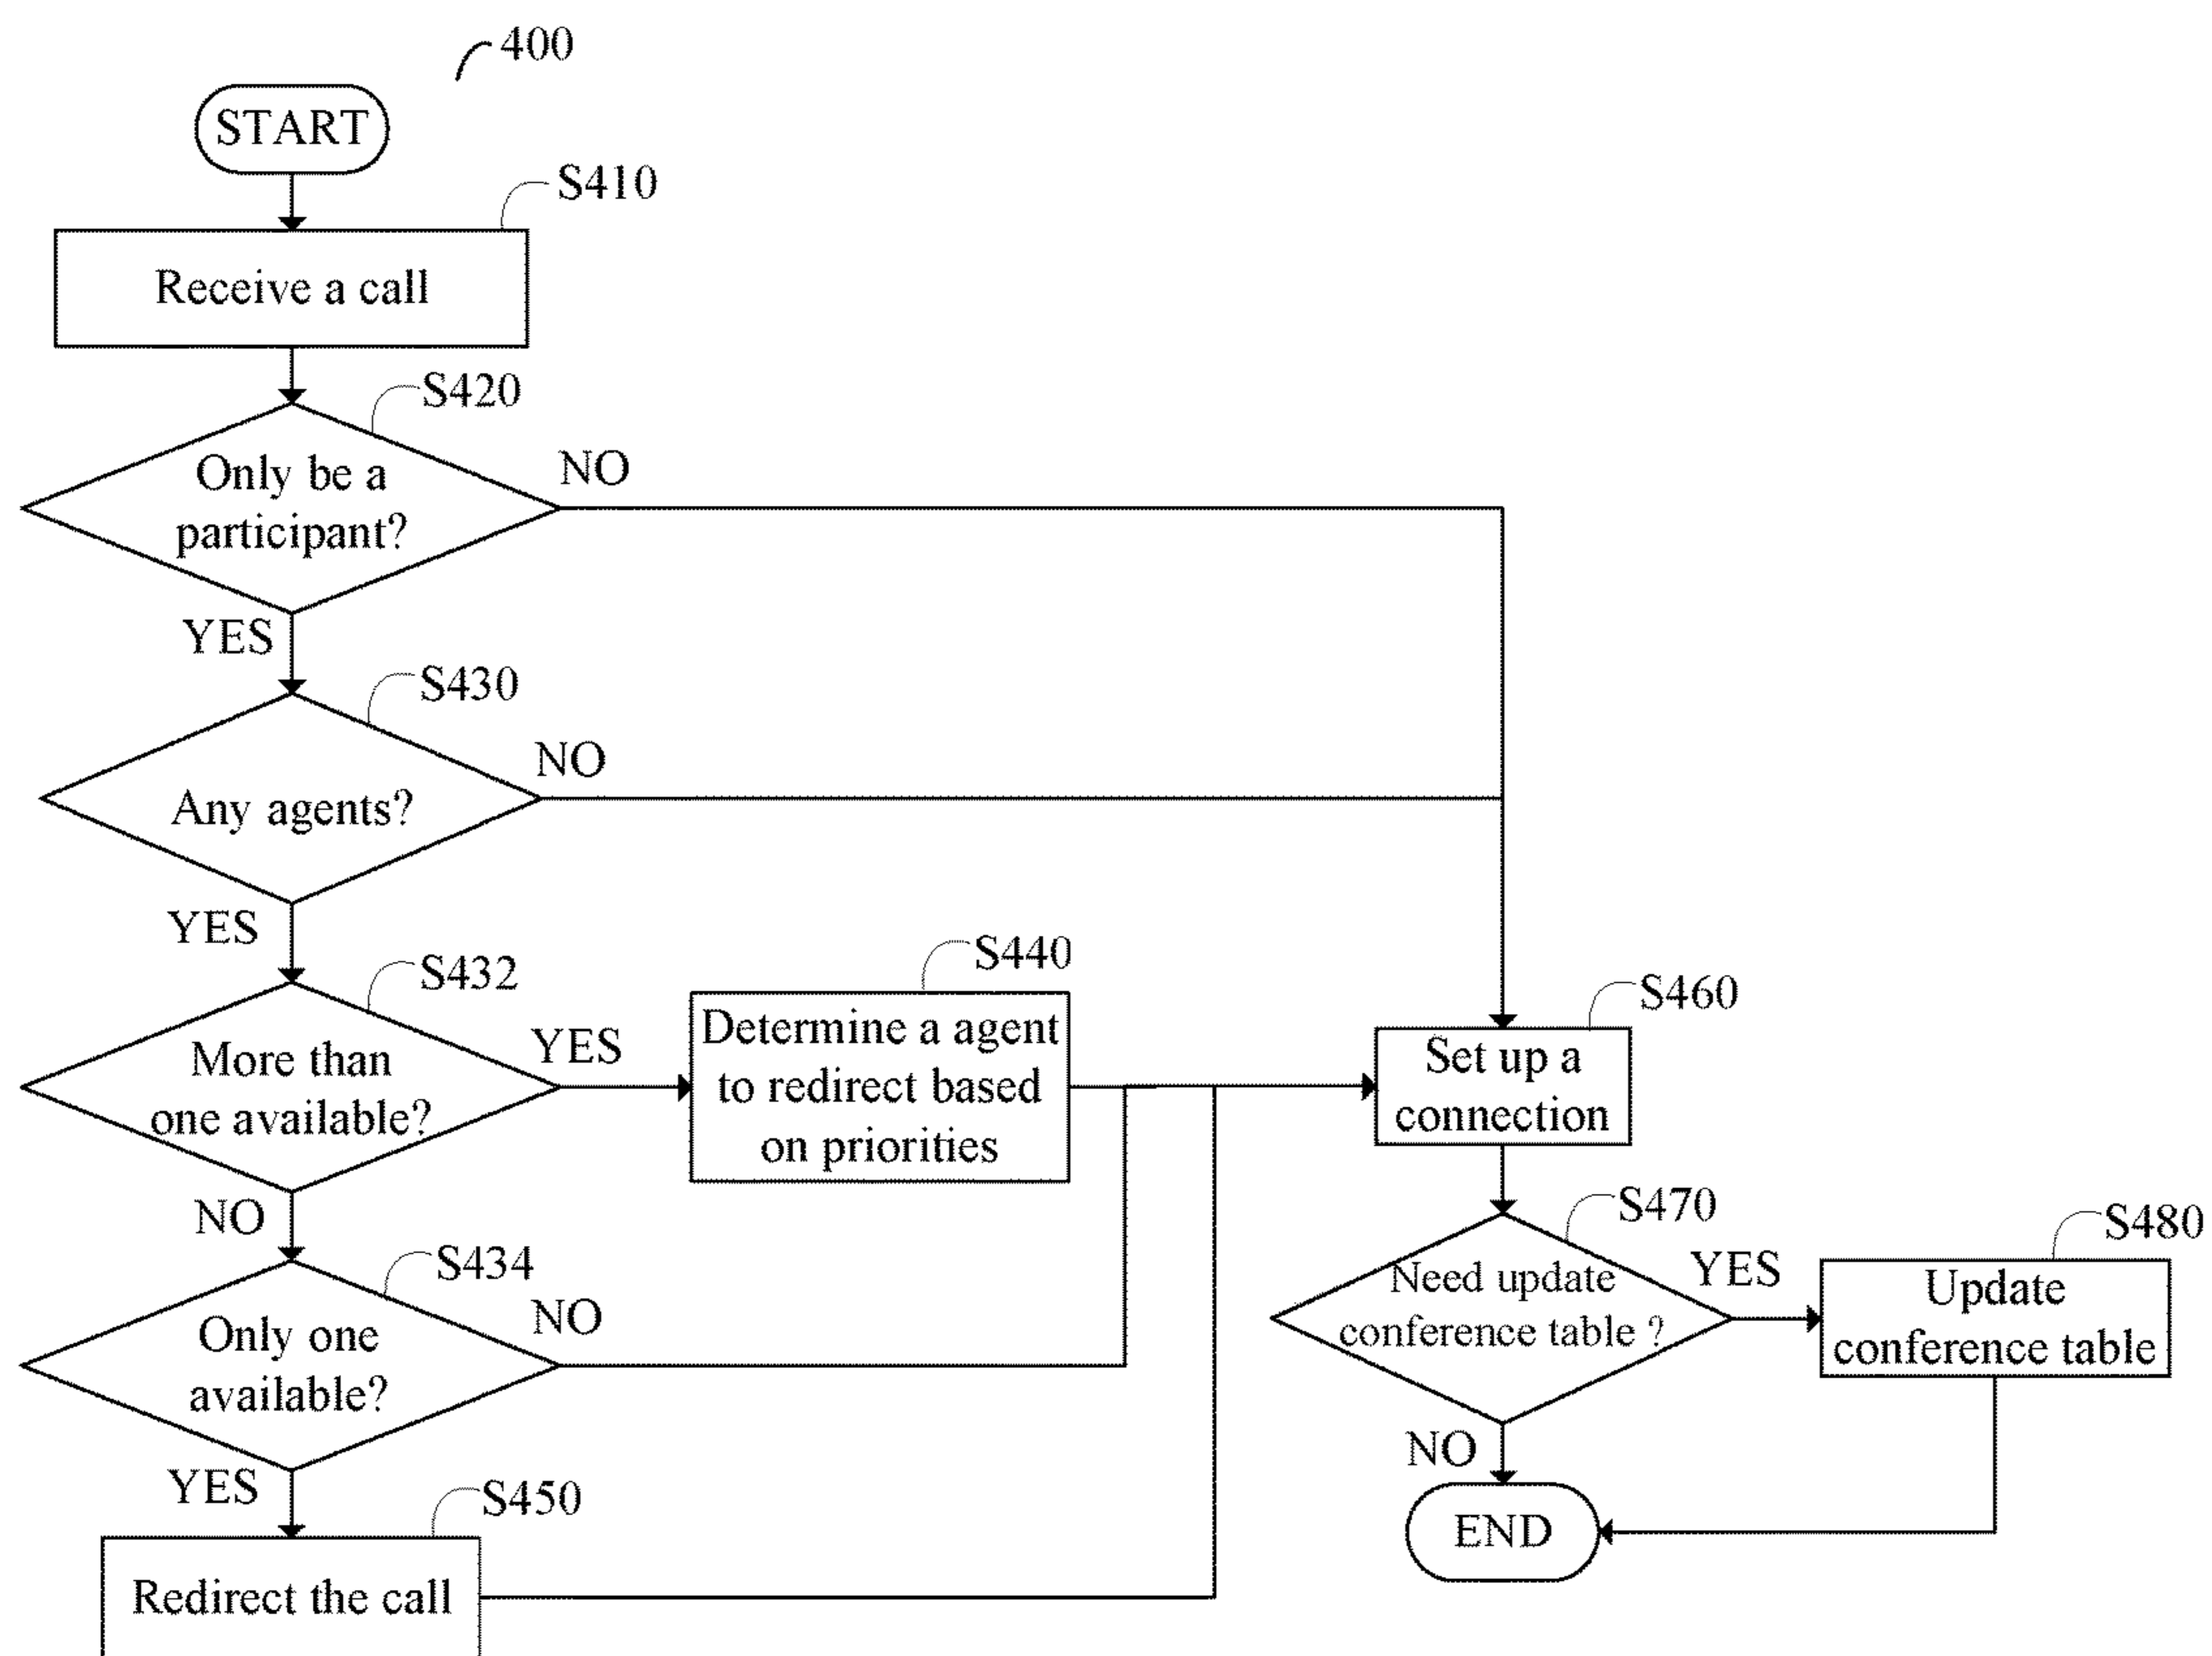 400
START
S410
Receive a call
S420
Only be a
participant?
NO
YES
S430
Any agents?
NO
YES
S432
More than
one available?
YES
NO
S440
Determine a agent
to redirect based
on priorities
S434
Only one
available?
NO
YES
S450
Redirect the call
S460
Set up a
connection
S470
Need update
conference table ?
YES
NO
S480
Update
conference table
END